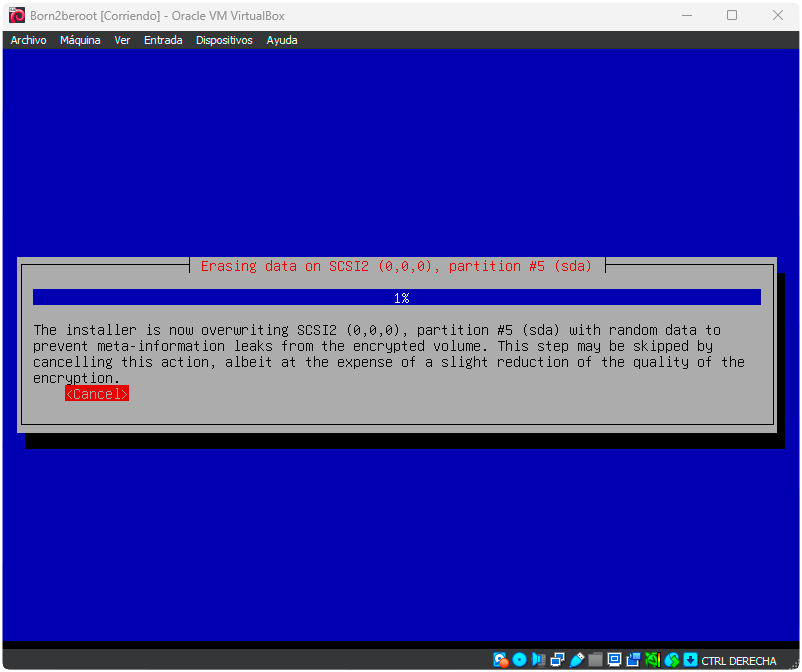 Born2beroot [Corriendo] - Oracle VM VirtualBox
Archivo Máquina Ver Entrada Dispositivos Ayuda
Erasing data on SCSI2 (0,0,0), partition #5 (sda)
1%
The installer is now overwriting SCSI2 (0,0,0), partition #5 (sda) with random data to
prevent meta-information leaks from the encrypted volume. This step may be skipped by
cancelling this action, albeit at the expense of a slight reduction of the quality of the
encryption.
<Cancel>
CTRL DERECHA